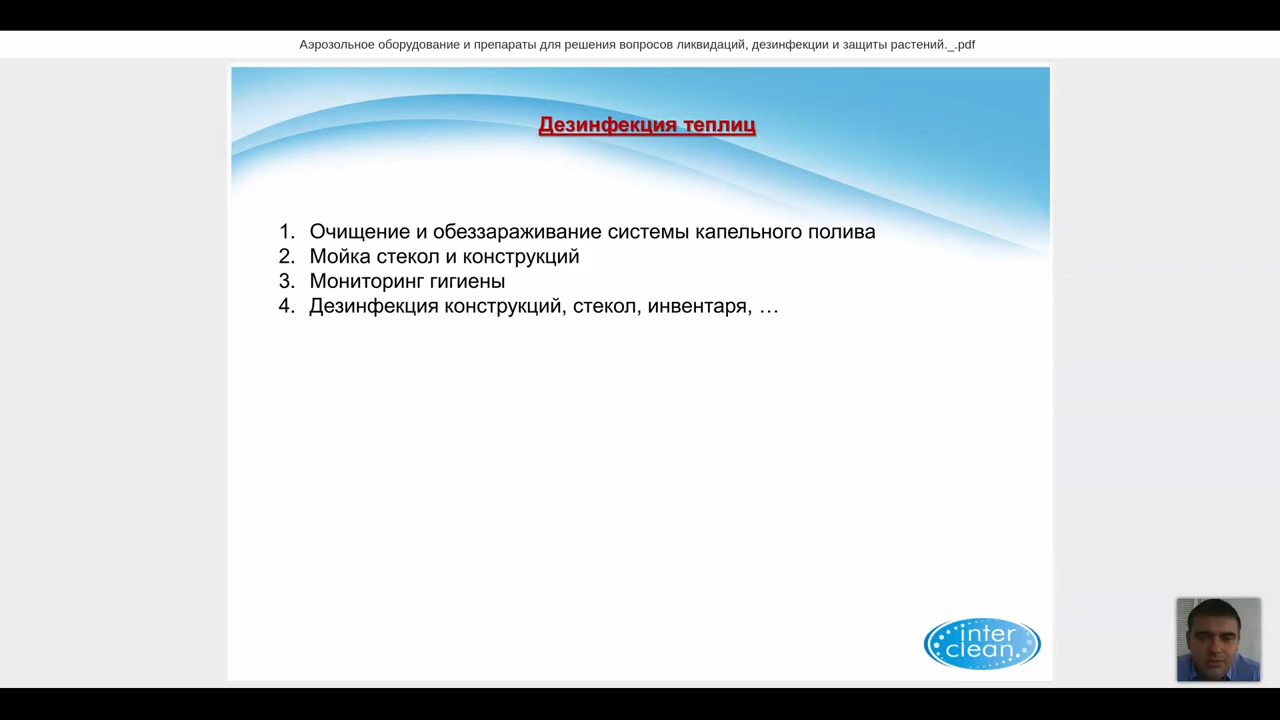 Аэрозольное оборудование и препараты для решения вопросов ликвидаций, дезинфекции и защиты растений._.pdf
Дезинфекция теплиц
1. Очищение и обеззараживание системы капельного полива
2. Мойка стекол и конструкций
3. Мониторинг гигиены
4. Дезинфекция конструкций, стекол, инвентаря, …
inter
clean